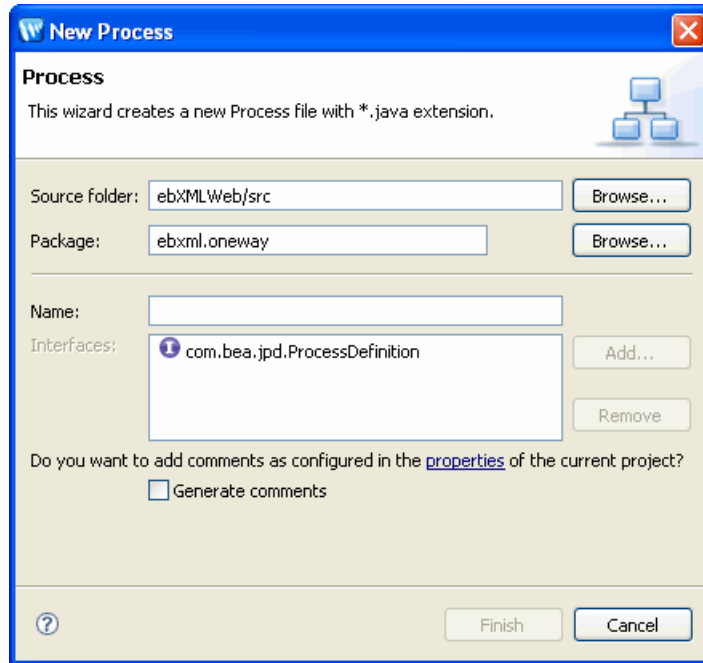 New Process
Process
This wizard creates a new Process file with *.java extension.
Source folder: ebXMLWeb/src Browse...
Package: ebxml.oneway Browse...
Name:
Interfaces: com.bea.jpd.ProcessDefinition Add...
Remove
Do you want to add comments as configured in the properties of the current project?
Generate comments
Finish Cancel